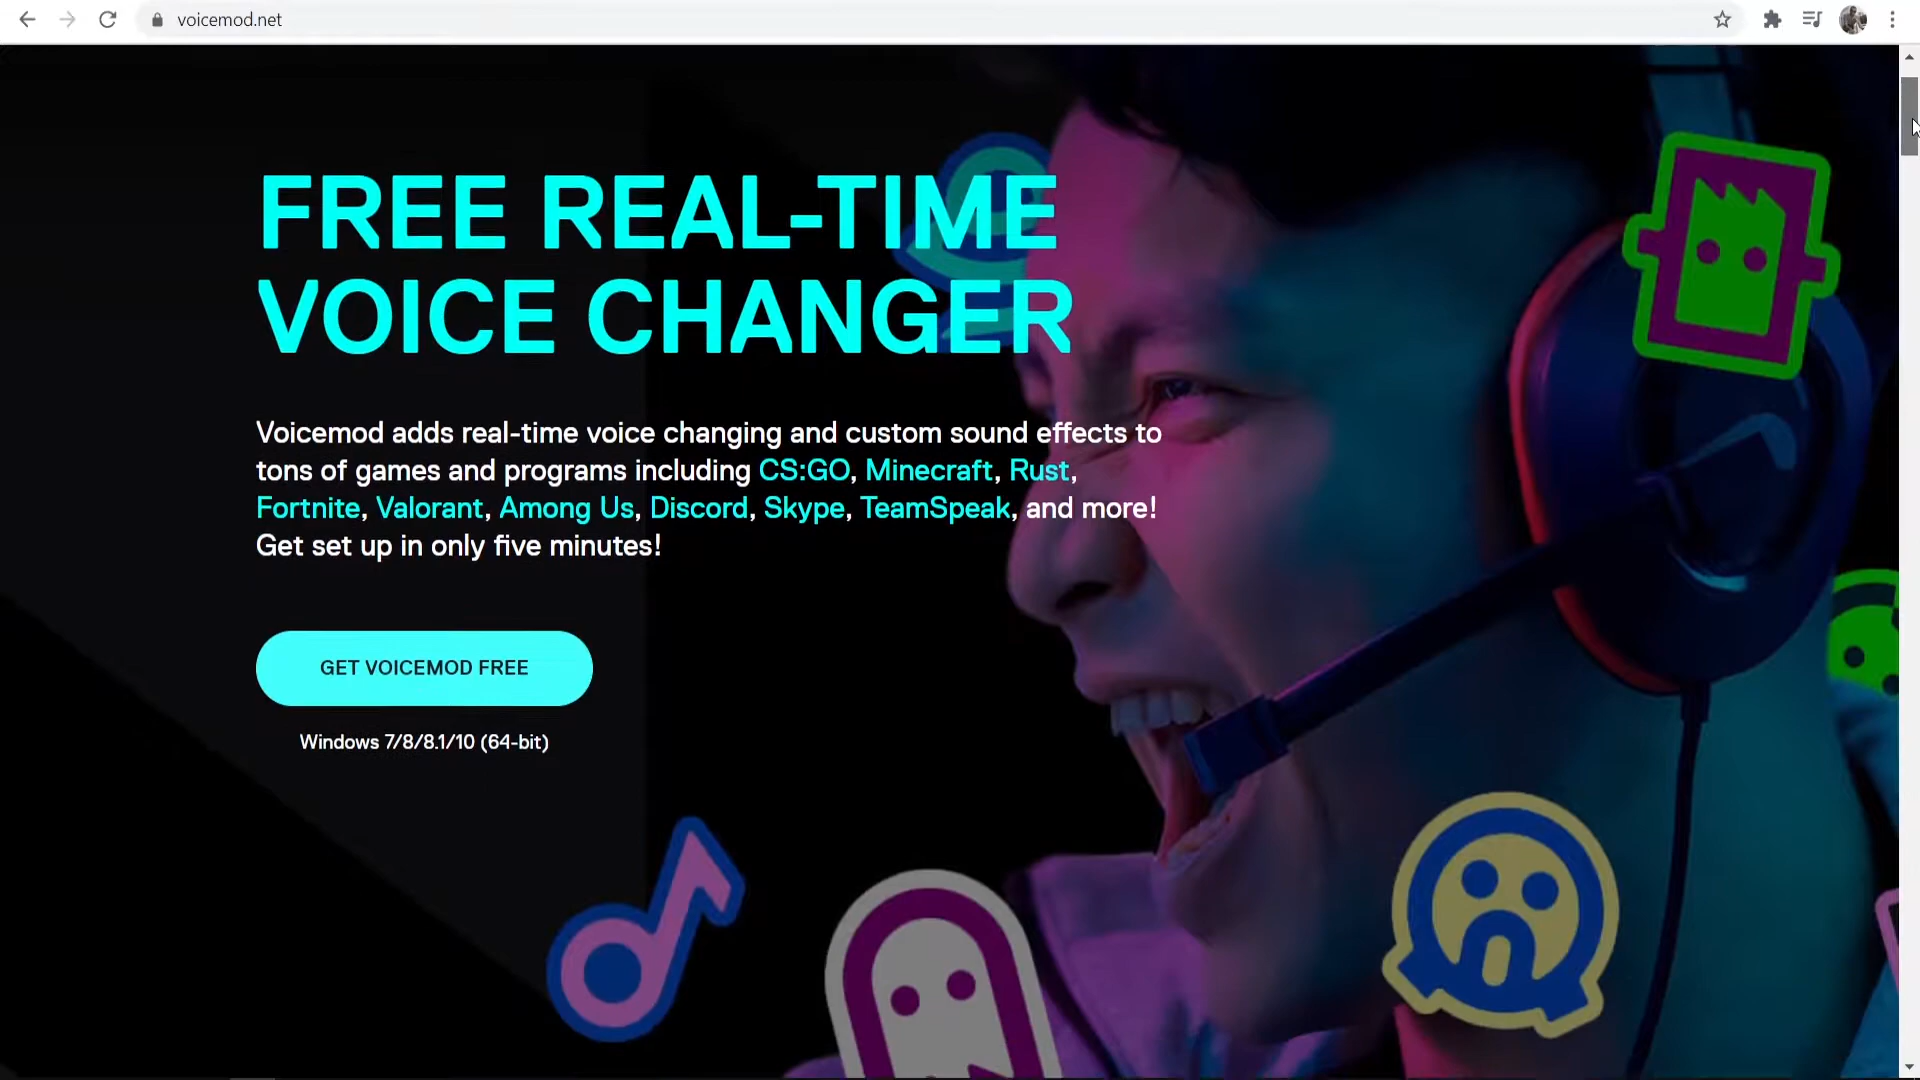 voicemod.net
FREE REAL-TIME
VOICE CHANGER
Voicemod adds real-time voice changing and custom sound effects to
tons of games and programs including CS:GO, Minecraft, Rust,
Fortnite, Valorant, Among Us, Discord, Skype, TeamSpeak, and more!
Get set up in only five minutes!
GET VOICEMOD FREE
Windows 7/8/8.1/10 (64-bit)